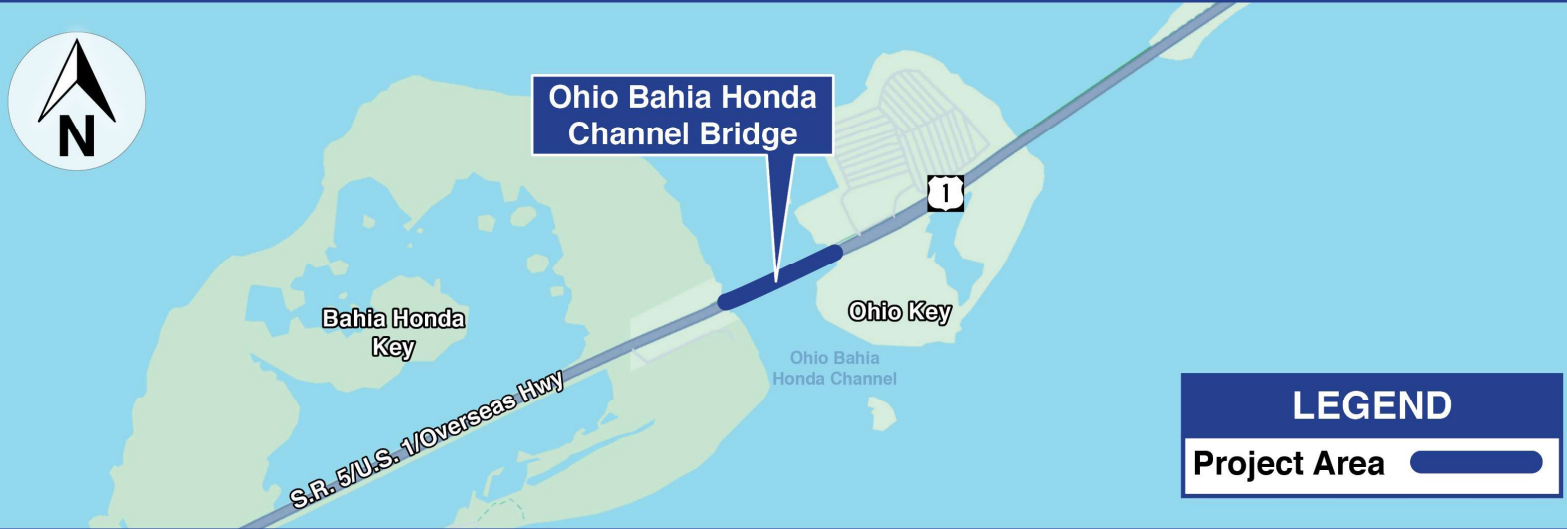 N
Ohio Bahia Honda
Channel Bridge
1
Bahia Honda
Key
Ohio Key
Ohio Bahia
Honda Channel
S.R. 5/U.S. 1/Overseas Hwy
LEGEND
Project Area